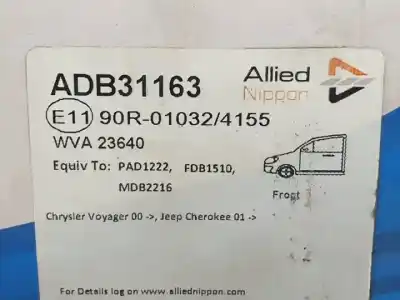 ADB31163
Allied
Nippon
E11 90R-01032/4155
WVA 23640
Equiv To: PAD1222, FDB1510,
MDB2216
Front
Chrysler Voyager 00 ->, Jeep Cherokee 01 ->
For Details log on www.alliednippon.com